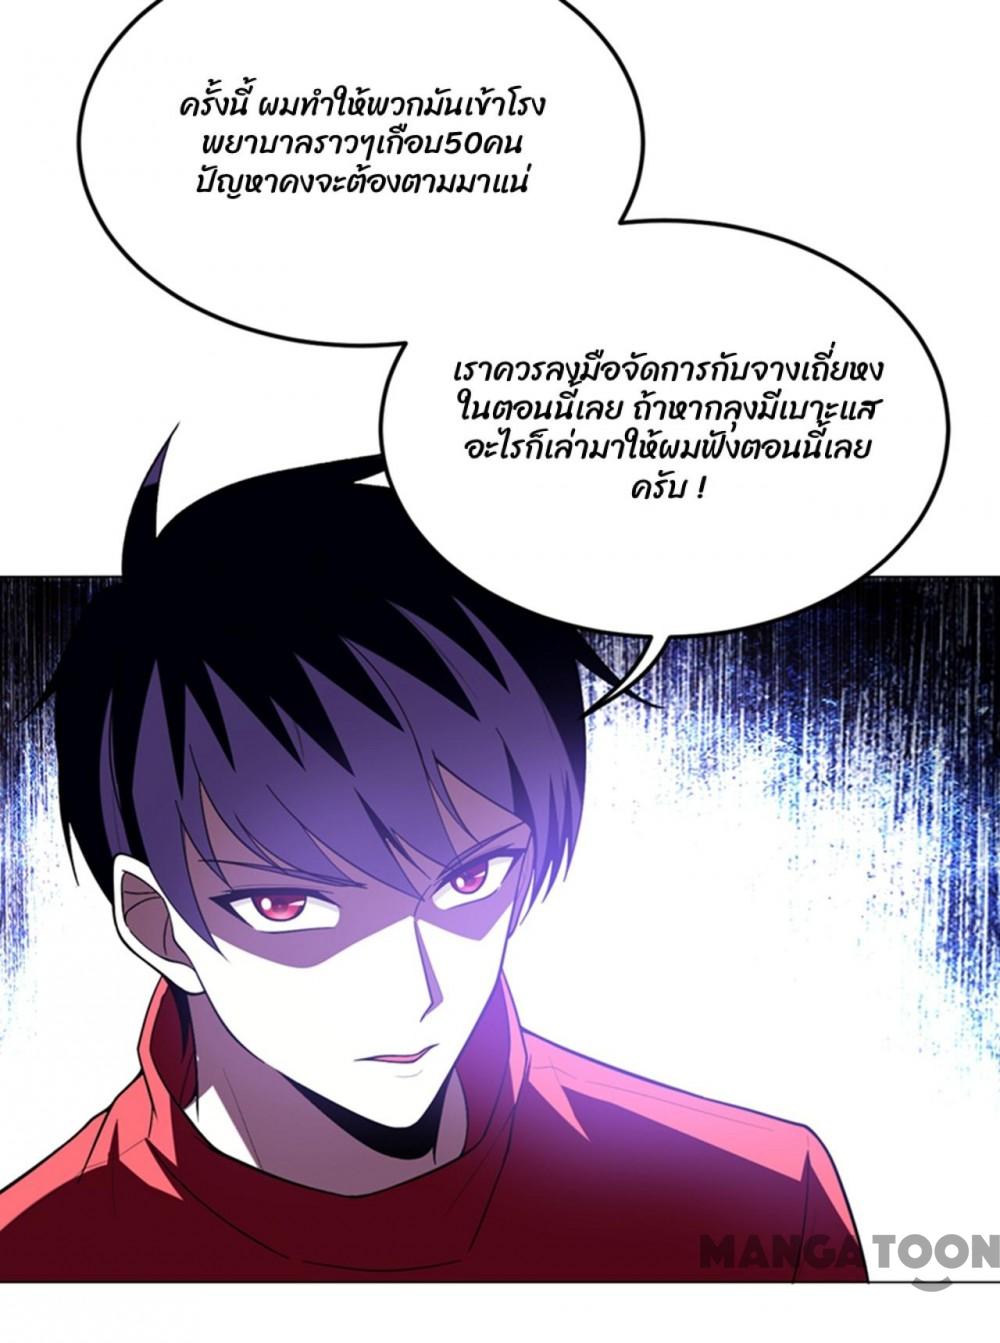 ครั้งนี้ ผมทำให้พวกมันเข้าโรง
พยาบาลราวๆเกือบ50คน
ปัญหาคงจะต้องตามมาแน่
เราควรลงมือจัดการกับจางเถี่ยหง
ในตอนนี้เลย ถ้าหากลุงมีเบาะแส
อะไรก็เล่ามาให้ผมฟังตอนนี้เลย
ครับ !
MANGATOON